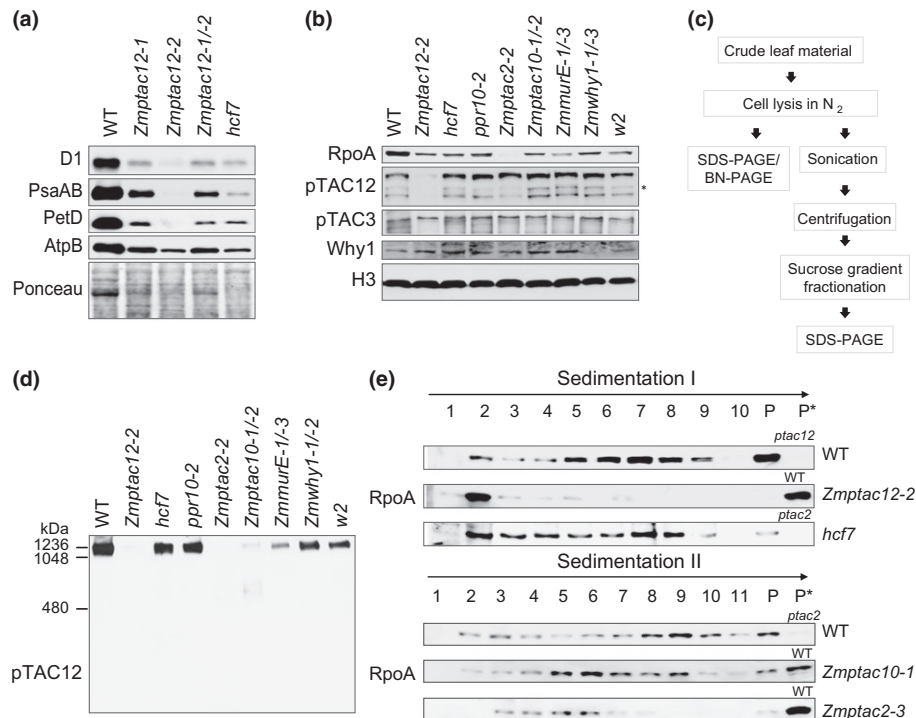 (a)
WT
Zmptac12-1
Zmptac12-2
Zmptac12-1/-2
hcf7
D1
PsaAB
PetD
AtpB
Ponceau
(b)
WT
Zmptac12-2
hcf7
ppr10-2
Zmptac2-2
Zmptac10-1/-2
ZmmurE-1/-3
Zmwhy1-1/-3
w2
RpoA
pTAC12
*
pTAC3
Why1
H3
(c)
Crude leaf material
Cell lysis in N2
SDS-PAGE/
BN-PAGE
Sonication
Centrifugation
Sucrose gradient
fractionation
SDS-PAGE
(d)
WT
Zmptac12-2
hcf7
ppr10-2
Zmptac2-2
Zmptac10-1/-2
ZmmurE-1/-3
Zmwhy1-1/-2
w2
kDa
1236
1048
480
pTAC12
(e)
Sedimentation I
1 2 3 4 5 6 7 8 9 10 P P*
ptac12
WT
WT
RpoA
Zmptac12-2
ptac2
hcf7
Sedimentation II
1 2 3 4 5 6 7 8 9 10 11 P P*
ptac2
WT
WT
RpoA
Zmptac10-1
WT
Zmptac2-3